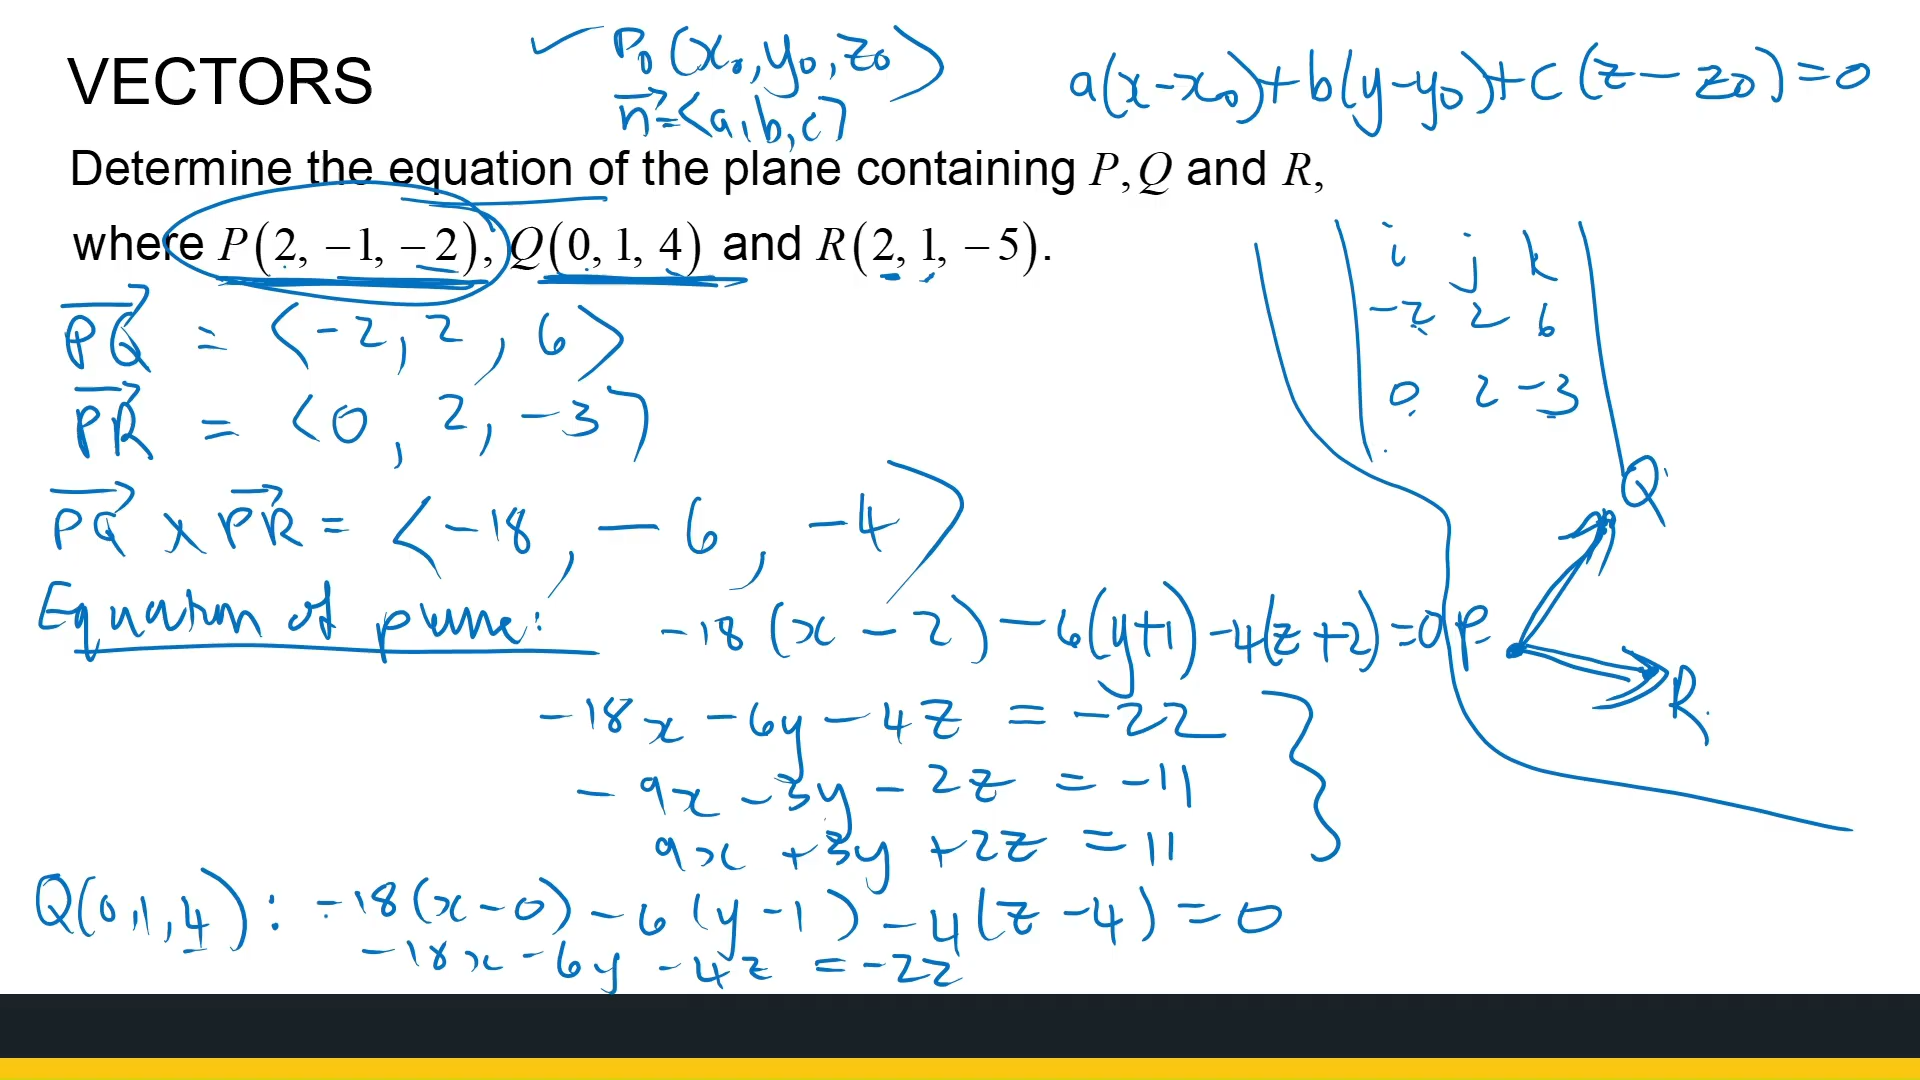 VECTORS
P₀(x₀, y₀, z₀)
n⃗ = <a, b, c>
a(x-x₀)+b(y-y₀)+c(z-z₀)=0
Determine the equation of the plane containing P, Q and R,
where P(2, −1, −2), Q(0, 1, 4) and R(2, 1, −5).
PQ = <-2, 2, 6>
PR = <0, 2, -3>
PQ × PR = <-18, -6, -4>
i j k
-2 2 6
0 2 -3
Q
P
R
Equation of plane:
-18(x-2)-6(y+1)-4(z+2)=0
-18x-6y-4z = -22
-9x-3y-2z = -11
9x+3y+2z = 11
Q(0,1,4): -18(x-0)-6(y-1)-4(z-4)=0
-18x-6y-4z = -22